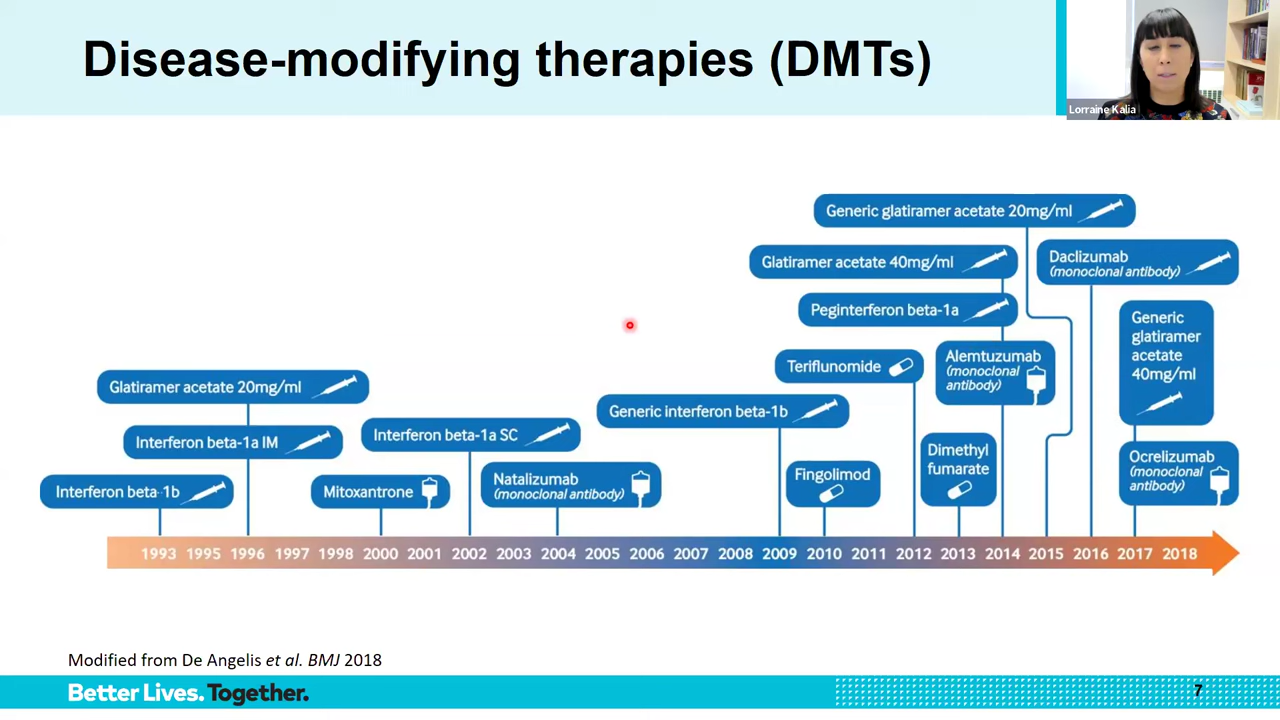 Disease-modifying therapies (DMTs)
Lorraine Kalia
Generic glatiramer acetate 20mg/ml
Glatiramer acetate 40mg/ml
Daclizumab
(monoclonal antibody)
Peginterferon beta-1a
Generic
glatiramer
acetate
40mg/ml
Teriflunomide
Alemtuzumab
(monoclonal
antibody)
Glatiramer acetate 20mg/ml
Generic interferon beta-1b
Interferon beta-1a IM
Interferon beta-1a SC
Dimethyl
fumarate
Ocrelizumab
(monoclonal
antibody)
Interferon beta-1b
Mitoxantrone
Natalizumab
(monoclonal antibody)
Fingolimod
1993 1995 1996 1997 1998 2000 2001 2002 2003 2004 2005 2006 2007 2008 2009 2010 2011 2012 2013 2014 2015 2016 2017 2018
Modified from De Angelis et al. BMJ 2018
Better Lives. Together.
7